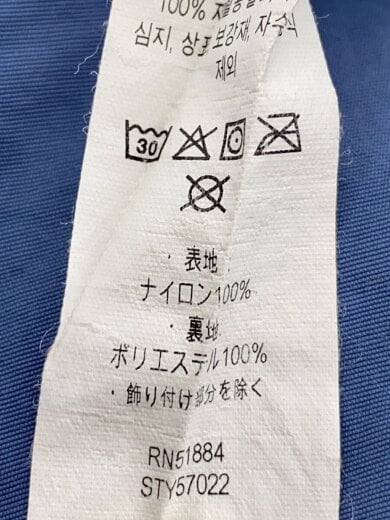 100%
심지, 상표, 보강재, 자수식
제외
30
・ 表地
ナイロン100%
・ 裏地
ポリエステル100%
・ 飾り付け部分を除く
RN51884
STY57022